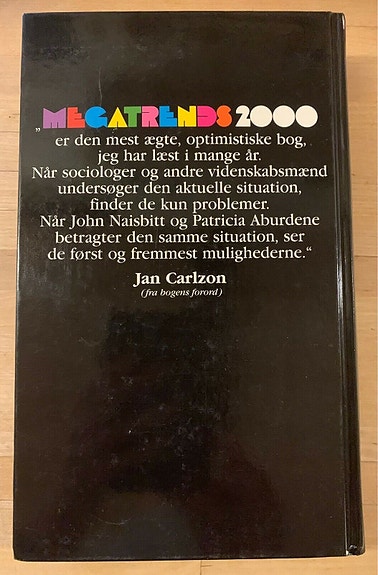 „MEGATRENDS 2000
er den mest ægte, optimistiske bog,
jeg har læst i mange år.
Når sociologer og andre videnskabsmænd
undersøger den aktuelle situation,
finder de kun problemer.
Når John Naisbitt og Patricia Aburdene
betragter den samme situation, ser
de først og fremmest mulighederne.“
Jan Carlzon
(fra bogens forord)